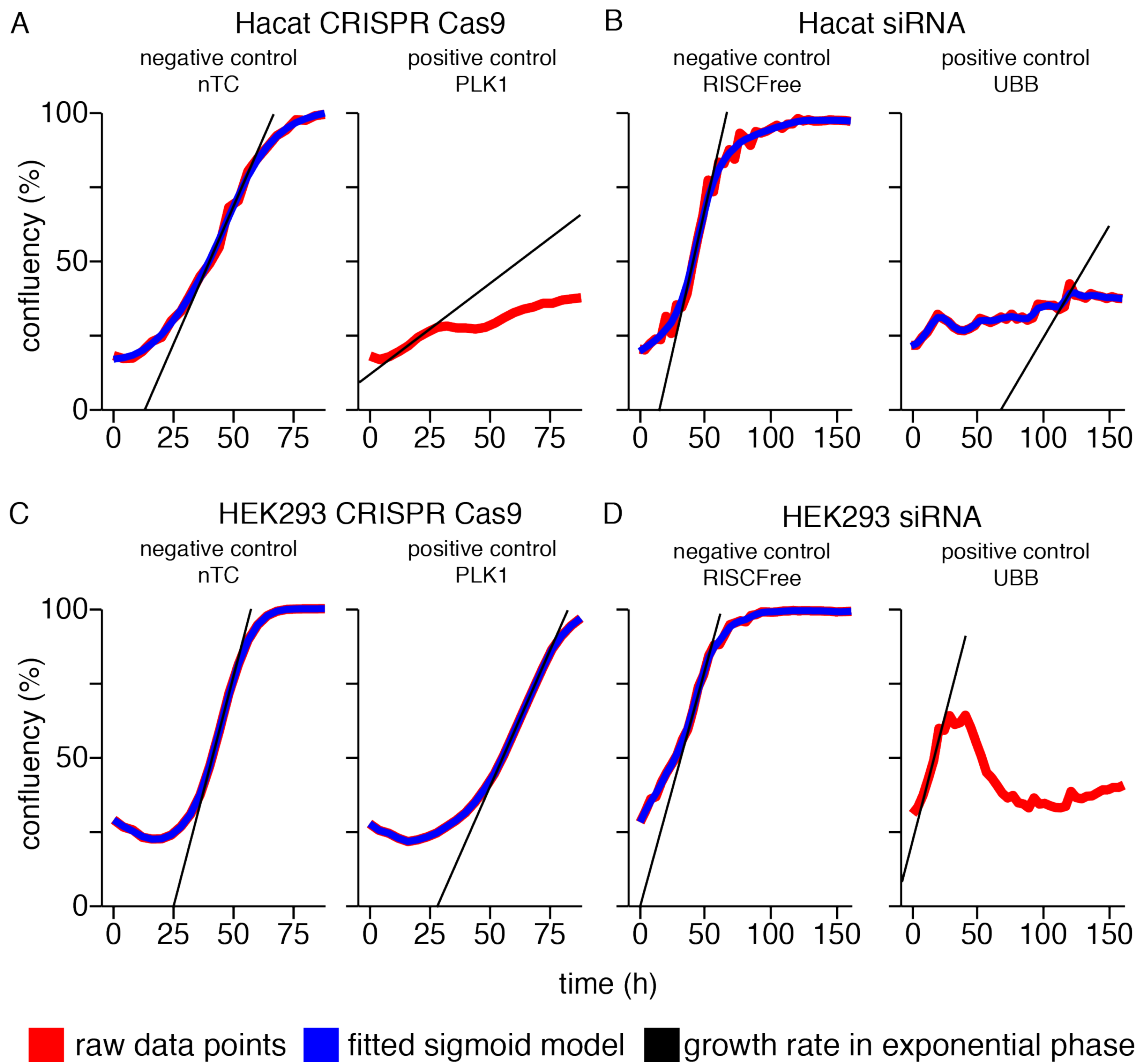 A
Hacat CRISPR Cas9
negative control
nTC
positive control
PLK1
B
Hacat siRNA
negative control
RISCFree
positive control
UBB
confluency (%)
100
50
0
0 25 50 75
0 25 50 75
0 50 100 150
0 50 100 150
C
HEK293 CRISPR Cas9
negative control
nTC
positive control
PLK1
D
HEK293 siRNA
negative control
RISCFree
positive control
UBB
confluency (%)
100
50
0
0 25 50 75
0 25 50 75
0 50 100 150
0 50 100 150
time (h)
raw data points fitted sigmoid model growth rate in exponential phase